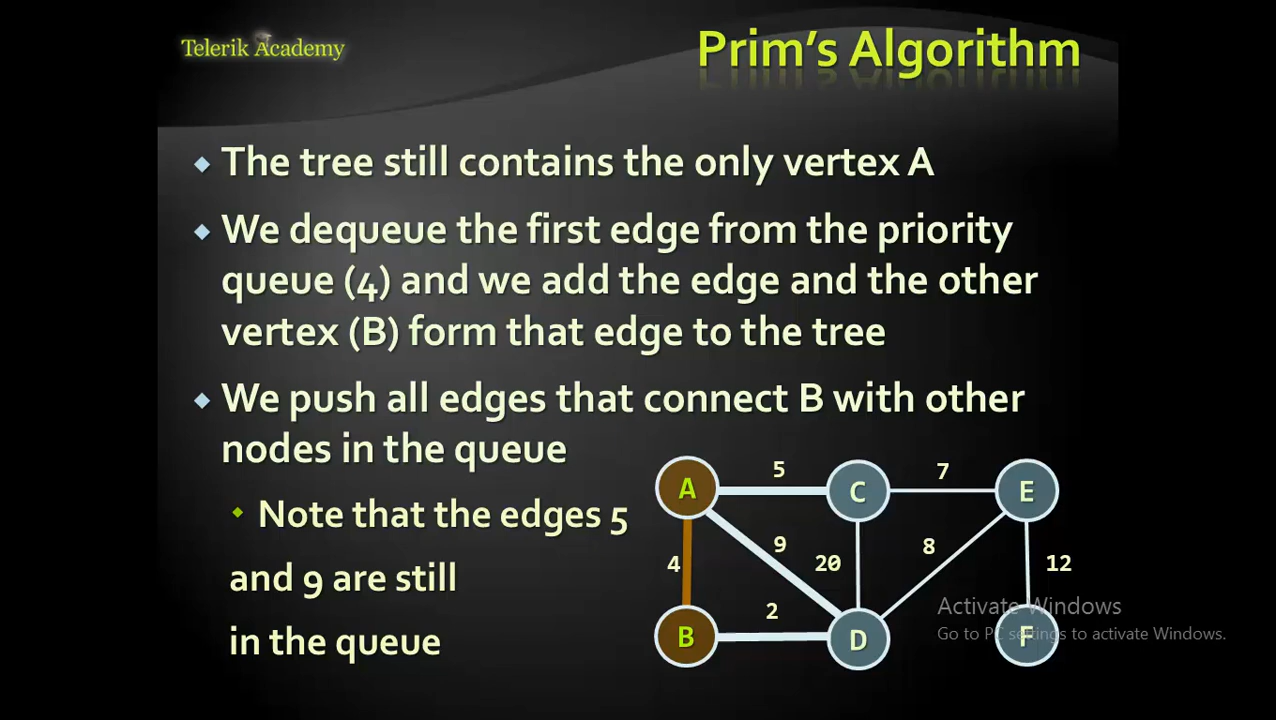 Telerik Academy
Prim's Algorithm
The tree still contains the only vertex A
We dequeue the first edge from the priority
queue (4) and we add the edge and the other
vertex (B) form that edge to the tree
We push all edges that connect B with other
nodes in the queue
Note that the edges 5
and 9 are still
in the queue
A 5 C 7 E
4 9 20 8 12
B 2 D F
Activate Windows
Go to PC settings to activate Windows.